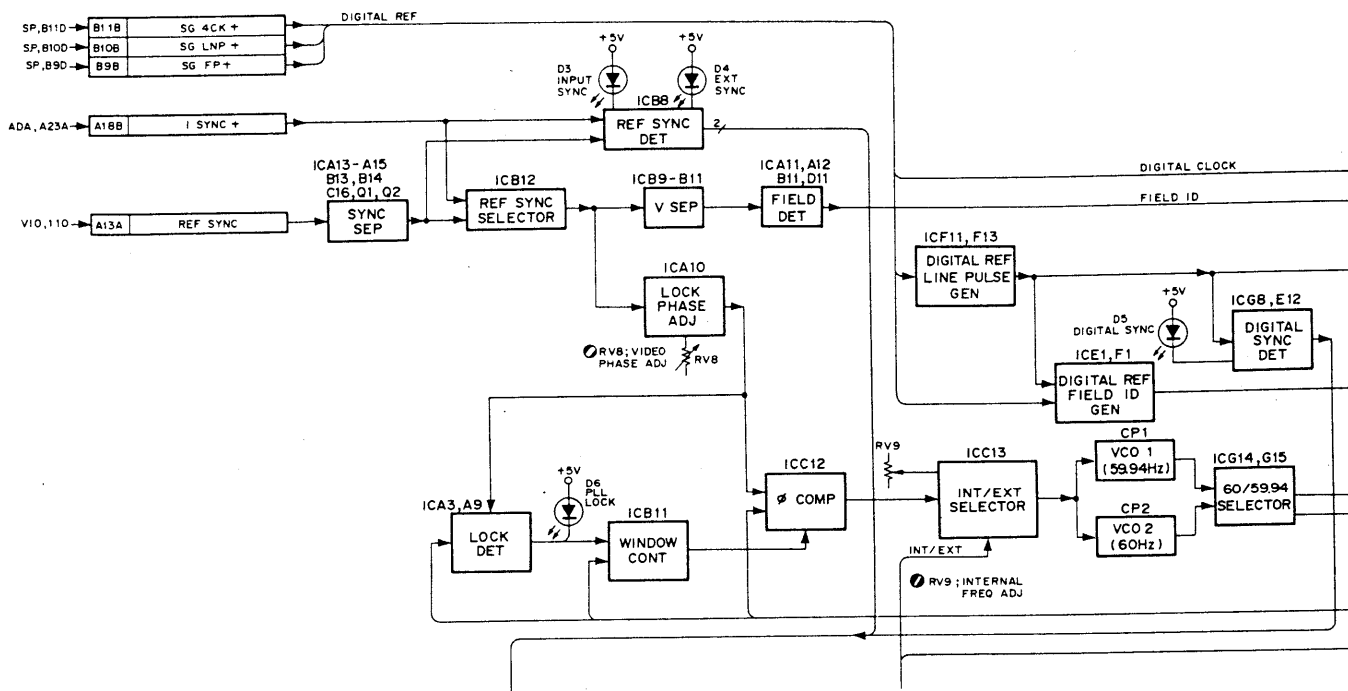 DIGITAL REF
SP,B11D B11B SG 4CK +
SP,B10D B10B SG LNP +
SP,B9D B9B SG FP+
+5V
+5V
D3
INPUT
SYNC
D4
EXT
SYNC
ICB8
REF SYNC
DET
2
ADA, A23A A18B I SYNC +
ICA13-A15
B13, B14
C16, Q1, Q2
SYNC
SEP
ICB12
REF SYNC
SELECTOR
ICB9-B11
V SEP
ICA11, A12
B11, D11
FIELD
DET
DIGITAL CLOCK
FIELD ID
V10, 110 A13A REF SYNC
ICA10
LOCK
PHASE
ADJ
RV8; VIDEO
PHASE ADJ
RV8
ICF11, F13
DIGITAL REF
LINE PULSE
GEN
+5V
D5
DIGITAL SYNC
ICG8, E12
DIGITAL
SYNC
DET
ICE1, F1
DIGITAL REF
FIELD ID
GEN
ICA3, A9
LOCK
DET
+5V
D6
PLL
LOCK
ICB11
WINDOW
CONT
ICC12
ø COMP
RV9
ICC13
INT/EXT
SELECTOR
INT/EXT
RV9; INTERNAL
FREQ ADJ
CP1
VCO 1
(59.94Hz)
CP2
VCO 2
(60Hz)
ICG14, G15
60/59.94
SELECTOR